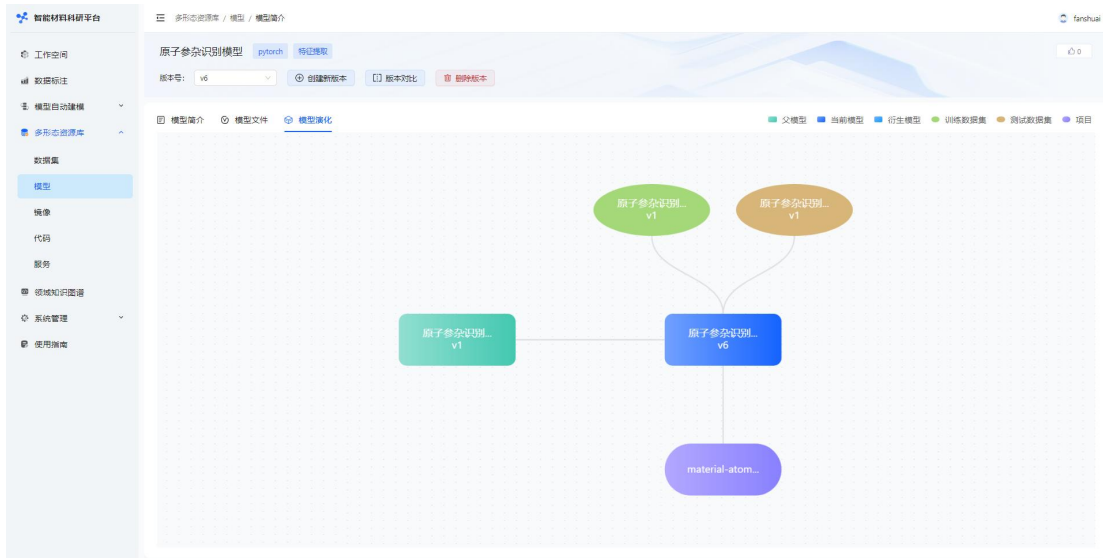 智能材料科研平台
多形态资源库 / 模型 / 模型简介
fanshuai
工作空间
数据标注
模型自动建模
多形态资源库
数据集
模型
镜像
代码
服务
领域知识图谱
系统管理
使用指南
原子参杂识别模型 pytorch 特征提取
0
版本号: v6 创建新版本 版本对比 删除版本
模型简介 模型文件 模型演化
父模型 当前模型 衍生模型 训练数据集 测试数据集 项目
原子参杂识别...
v1
原子参杂识别...
v1
原子参杂识别...
v1
原子参杂识别...
v6
material-atom...